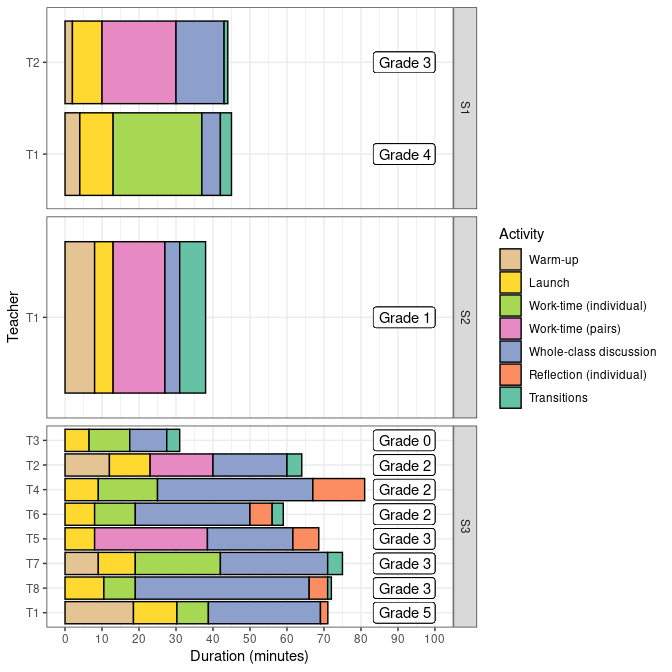 T2
Grade 3
T1
Grade 4
S1
Teacher
T1
Grade 1
S2
T3
Grade 0
T2
Grade 2
T4
Grade 2
T6
Grade 2
T5
Grade 3
T7
Grade 3
T8
Grade 3
T1
Grade 5
S3
0 10 20 30 40 50 60 70 80 90 100
Duration (minutes)
Activity
Warm-up
Launch
Work-time (individual)
Work-time (pairs)
Whole-class discussion
Reflection (individual)
Transitions